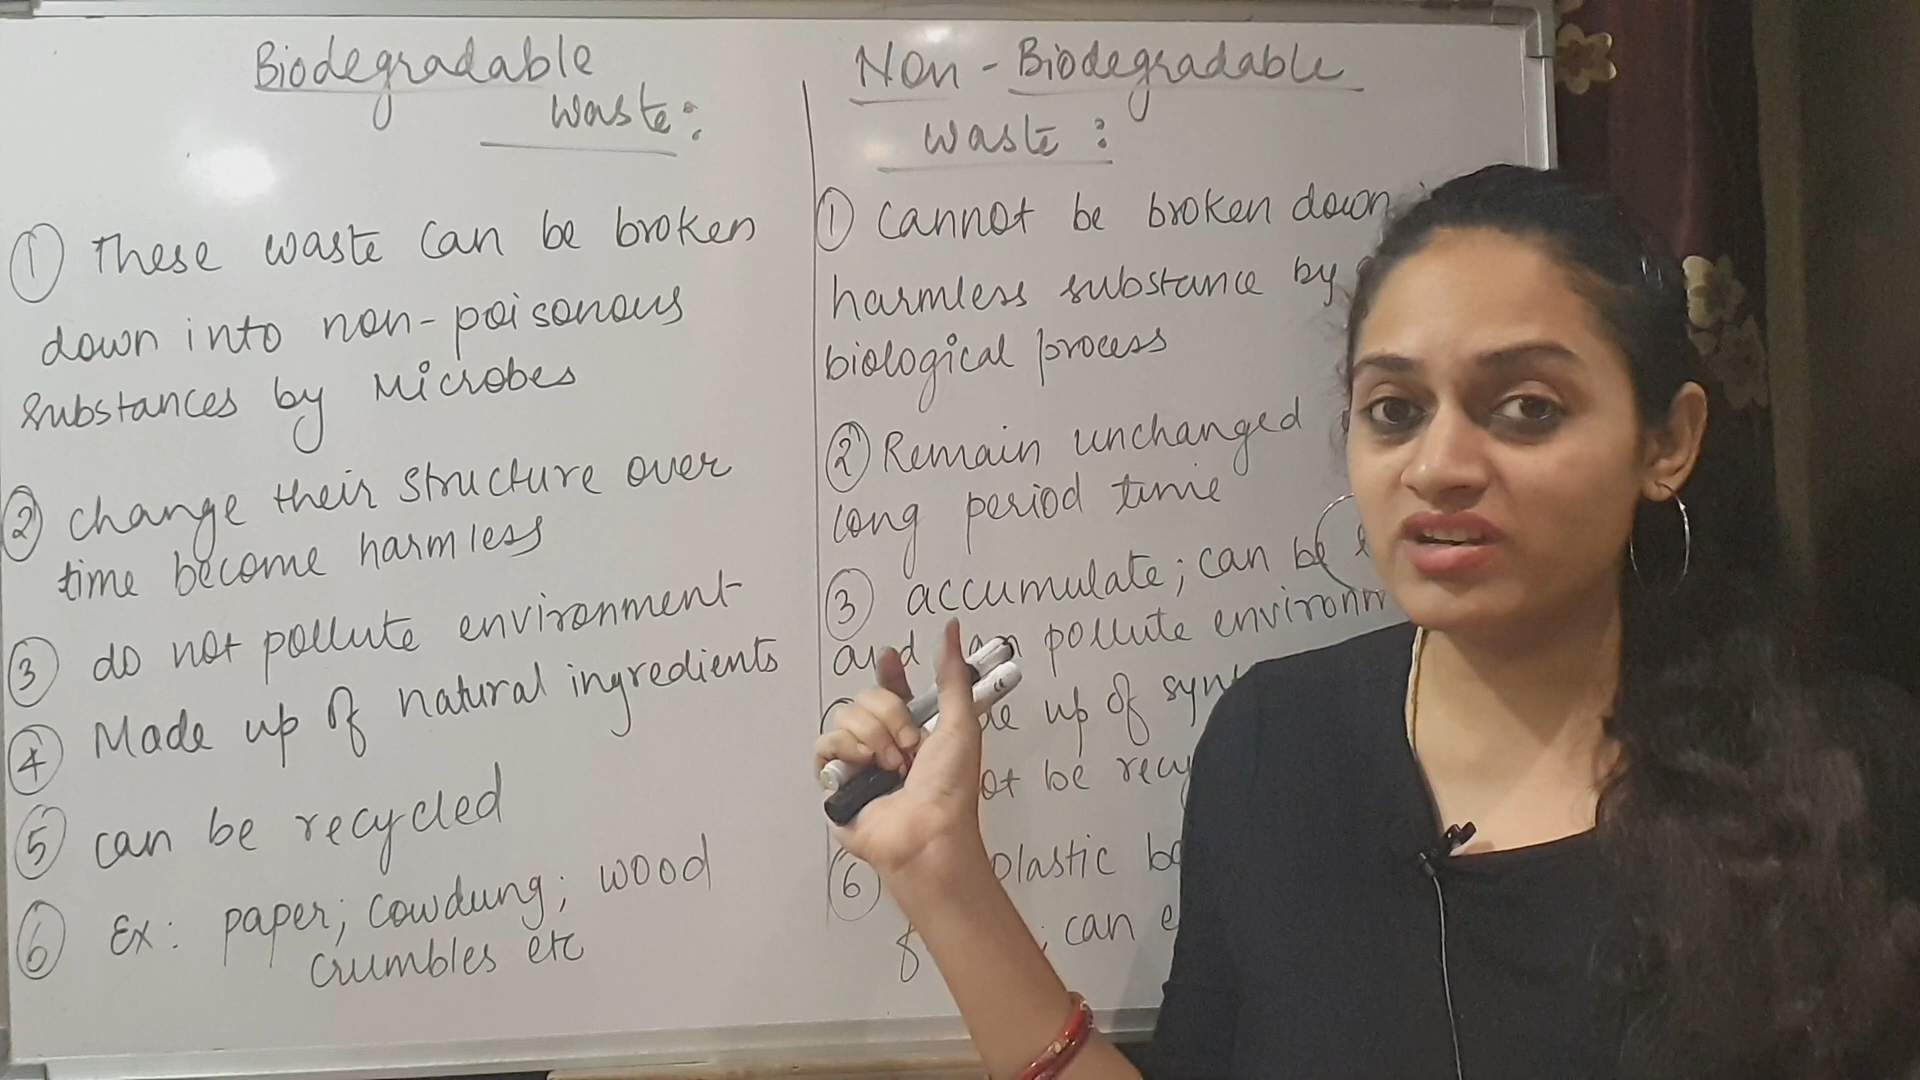 Biodegradable
Waste:
① These waste can be broken
down into non-poisonous
substances by Microbes
② change their structure over
time become harmless
③ do not pollute environment
④ Made up of natural ingredients
⑤ can be recycled
⑥ Ex: paper; cowdung; wood
crumbles etc
Non-Biodegradable
Waste:
① cannot be broken down
harmless substance by
biological process
② Remain unchanged
long period time
③ accumulate; can be
and pollute
up of
be
⑥ plastic
; can